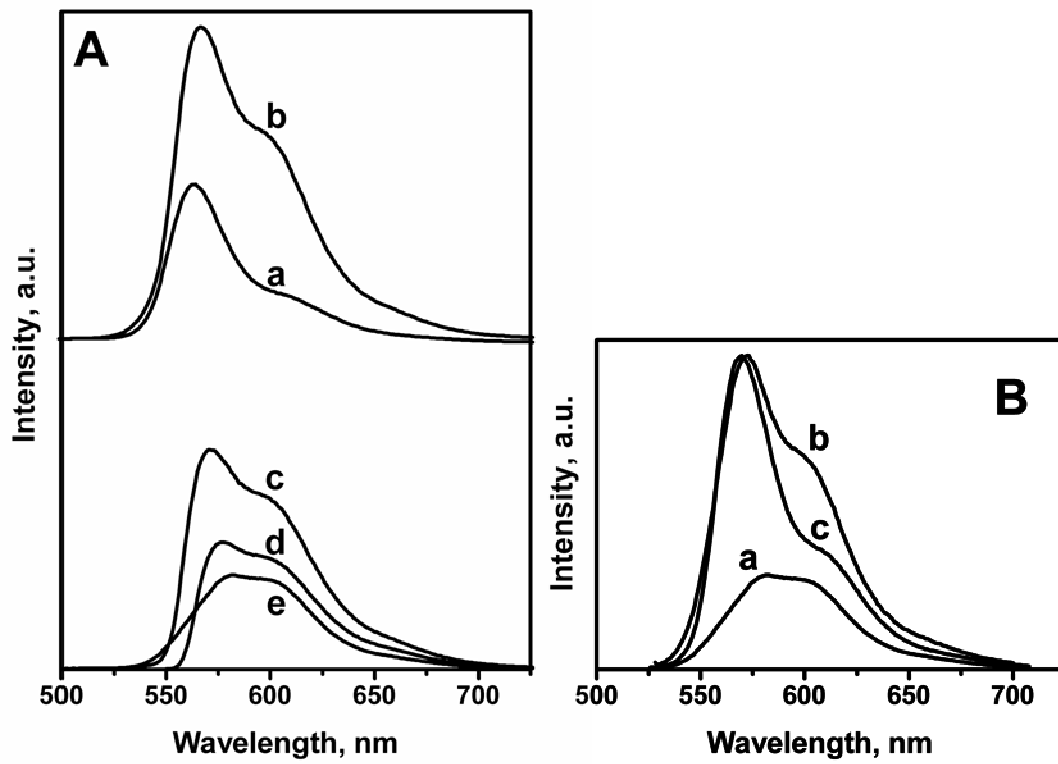 A
b
a
Intensity, a.u.
c
d
e
500 550 600 650 700
Wavelength, nm
B
b
c
a
Intensity, a.u.
500 550 600 650 700
Wavelength, nm